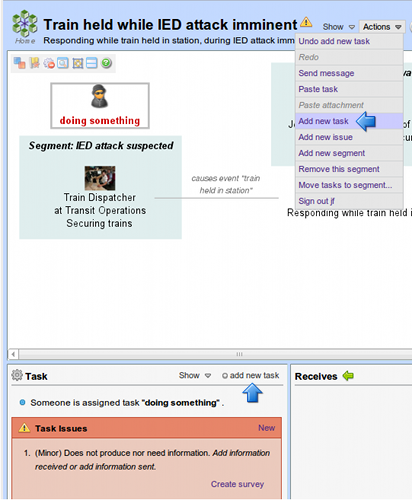 Train held while IED attack imminent
Show
Actions
Home
Responding while train held in station, during IED attack imm
Undo add new task
Redo
Send message
Paste task
Paste attachment
Add new task
Add new issue
Add new segment
Remove this segment
Move tasks to segment...
Sign out jf
doing something
Segment: IED attack suspected
Train Dispatcher
at Transit Operations
Securing trains
causes event "train
held in station"
of
Responding while train held i
Task
Show
add new task
Receives
Someone is assigned task "doing something" .
Task Issues
New
1. (Minor) Does not produce nor need information. Add information
received or add information sent.
Create survey